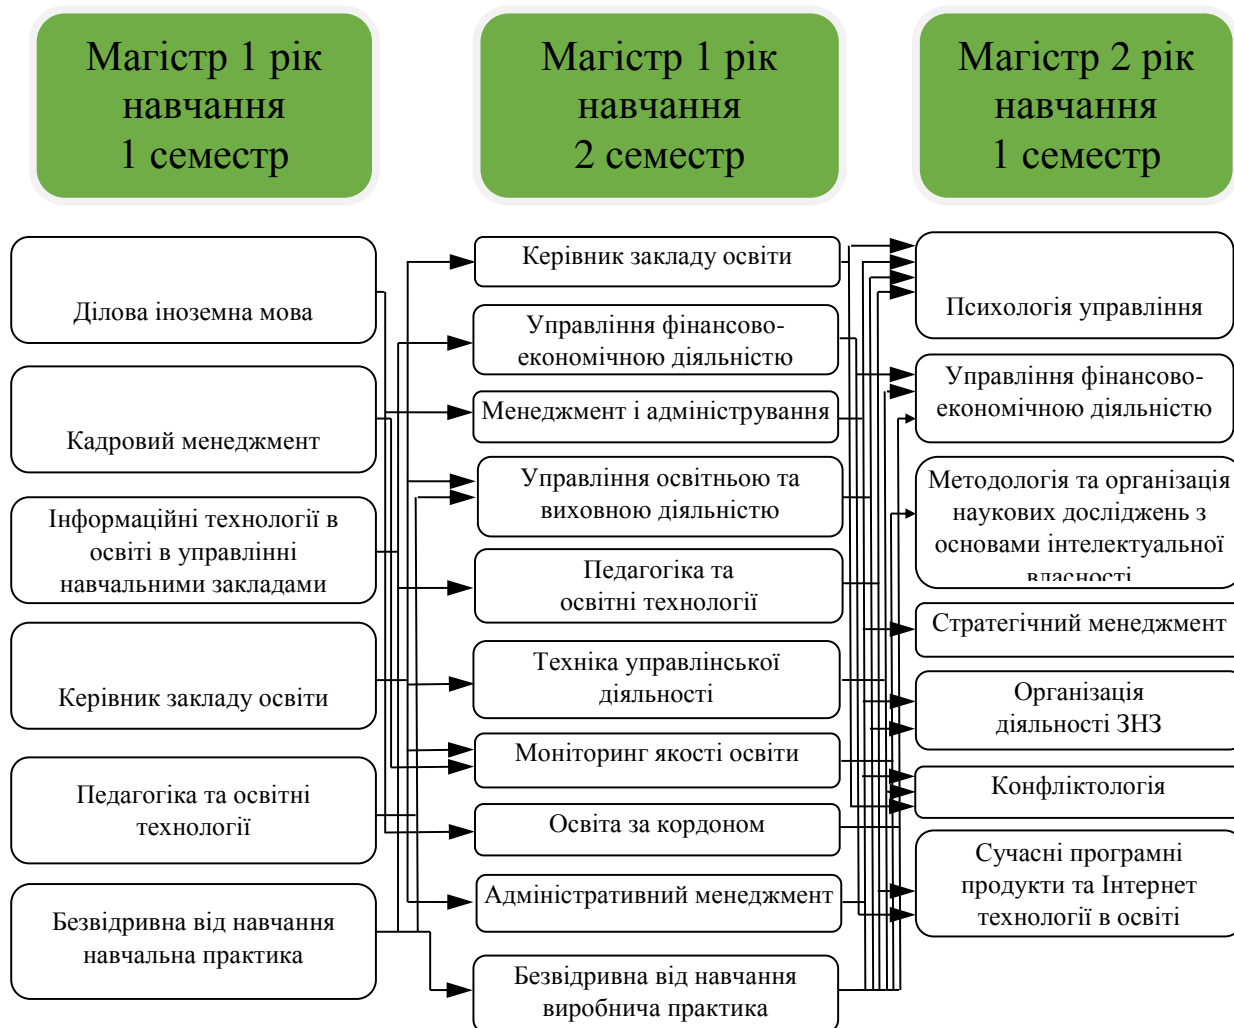 Магістр 1 рік
навчання
1 семестр
Магістр 1 рік
навчання
2 семестр
Магістр 2 рік
навчання
1 семестр
Ділова іноземна мова
Кадровий менеджмент
Інформаційні технології в
освіті в управлінні
навчальними закладами
Керівник закладу освіти
Педагогіка та освітні
технології
Безвідривна від навчання
навчальна практика
Керівник закладу освіти
Управління фінансово-
економічною діяльністю
Менеджмент і адміністрування
Управління освітньою та
виховною діяльністю
Педагогіка та
освітні технології
Техніка управлінської
діяльності
Моніторинг якості освіти
Освіта за кордоном
Адміністративний менеджмент
Безвідривна від навчання
виробнича практика
Психологія управління
Управління фінансово-
економічною діяльністю
Методологія та організація
наукових досліджень з
основами інтелектуальної
власності
Стратегічний менеджмент
Організація
діяльності ЗНЗ
Конфліктологія
Сучасні програмні
продукти та Інтернет
технології в освіті